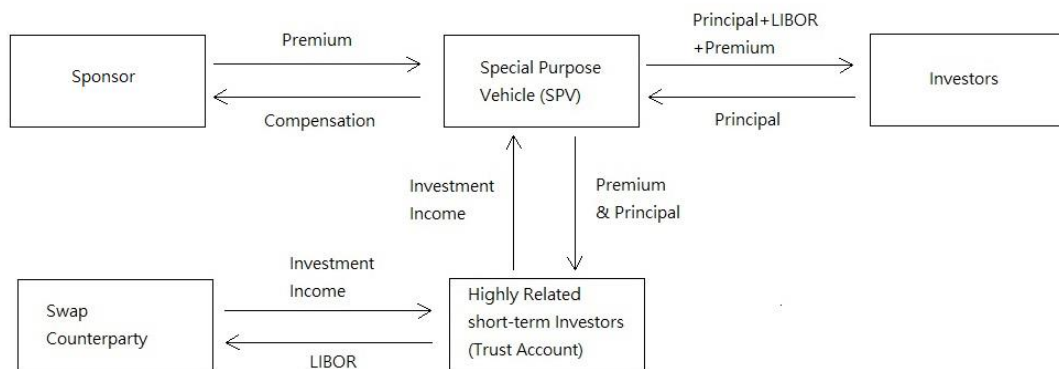 Sponsor
Premium
Compensation
Special Purpose
Vehicle (SPV)
Principal+LIBOR
+Premium
Principal
Investors
Investment
Income
Premium
& Principal
Swap
Counterparty
Investment
Income
LIBOR
Highly Related
short-term Investors
(Trust Account)